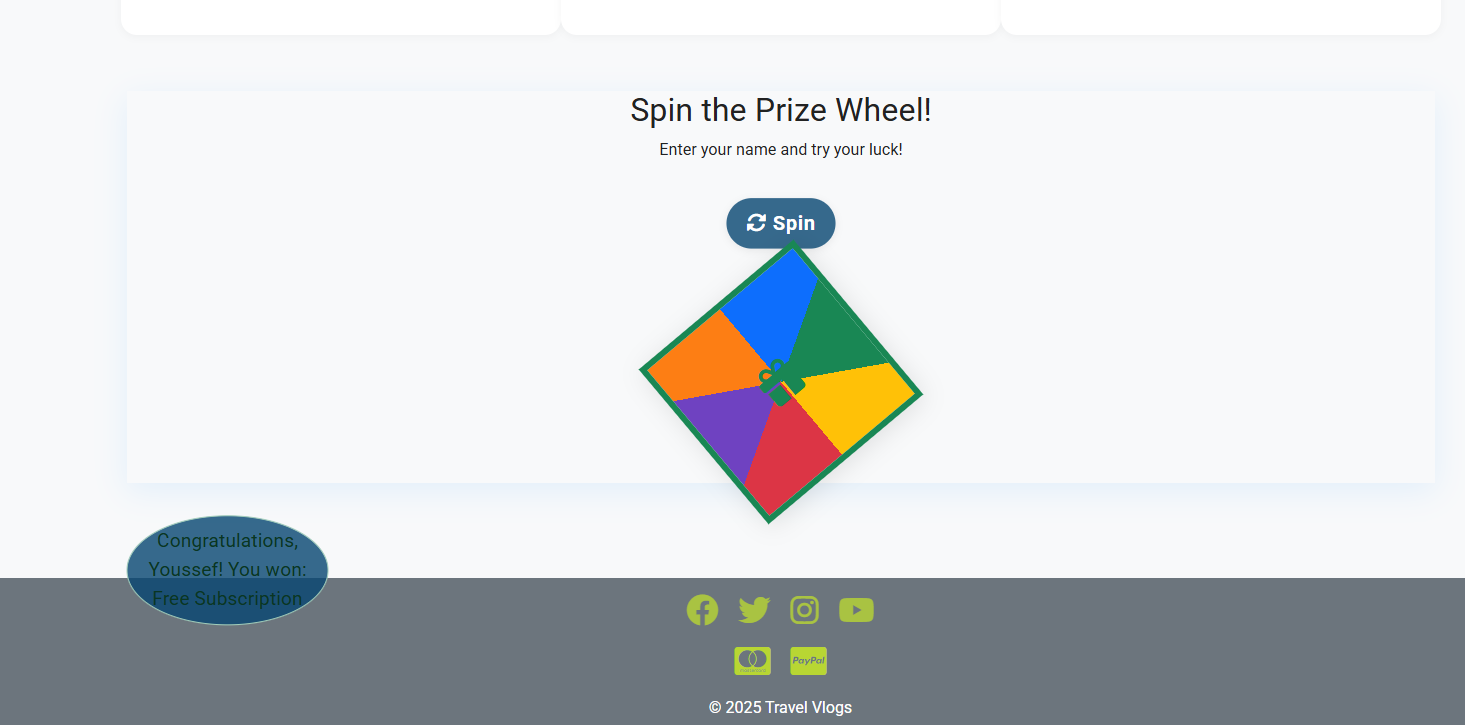 Spin the Prize Wheel!
Enter your name and try your luck!
Spin
Congratulations,
Youssef! You won:
Free Subscription
PayPal
© 2025 Travel Vlogs